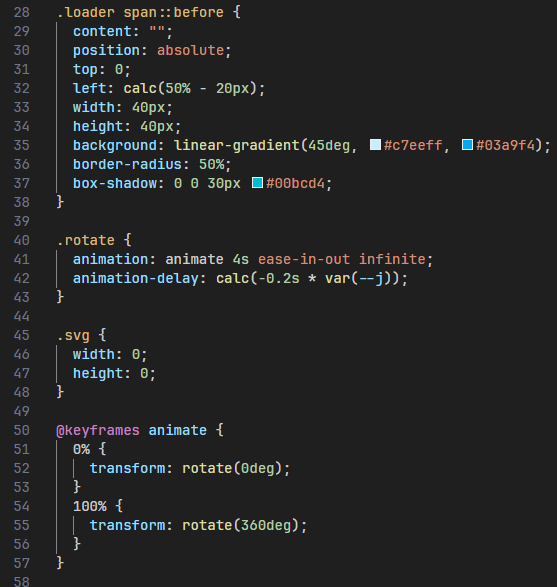 28 .loader span::before {
29   content: "";
30   position: absolute;
31   top: 0;
32   left: calc(50% - 20px);
33   width: 40px;
34   height: 40px;
35   background: linear-gradient(45deg, #c7eeff, #03a9f4);
36   border-radius: 50%;
37   box-shadow: 0 0 30px #00bcd4;
38 }
39
40 .rotate {
41   animation: animate 4s ease-in-out infinite;
42   animation-delay: calc(-0.2s * var(--j));
43 }
44
45 .svg {
46   width: 0;
47   height: 0;
48 }
49
50 @keyframes animate {
51   0% {
52     transform: rotate(0deg);
53   }
54   100% {
55     transform: rotate(360deg);
56   }
57 }
58